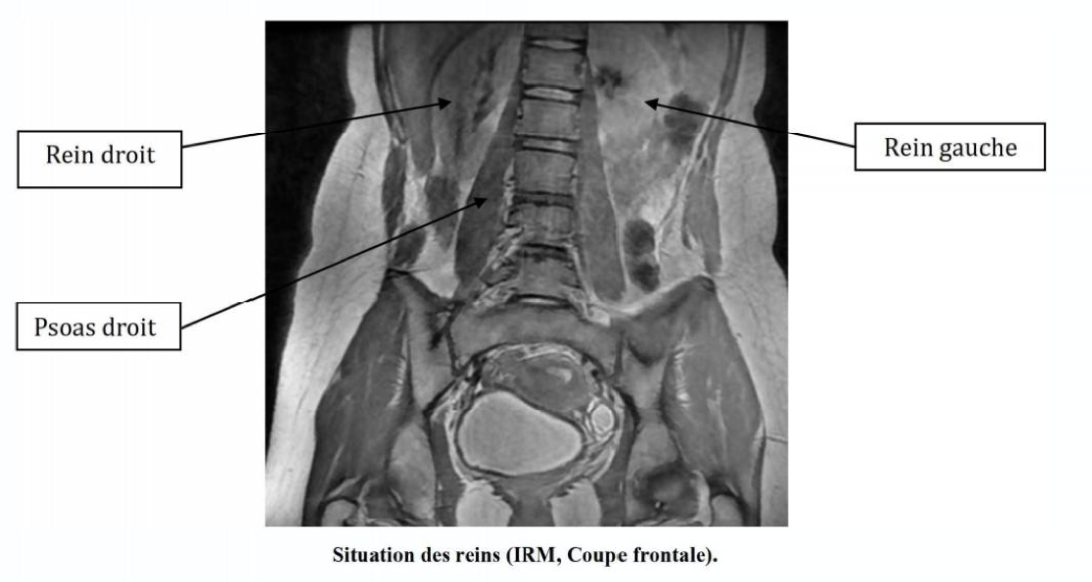 Rein droit
Rein gauche
Psoas droit
Situation des reins (IRM, Coupe frontale).